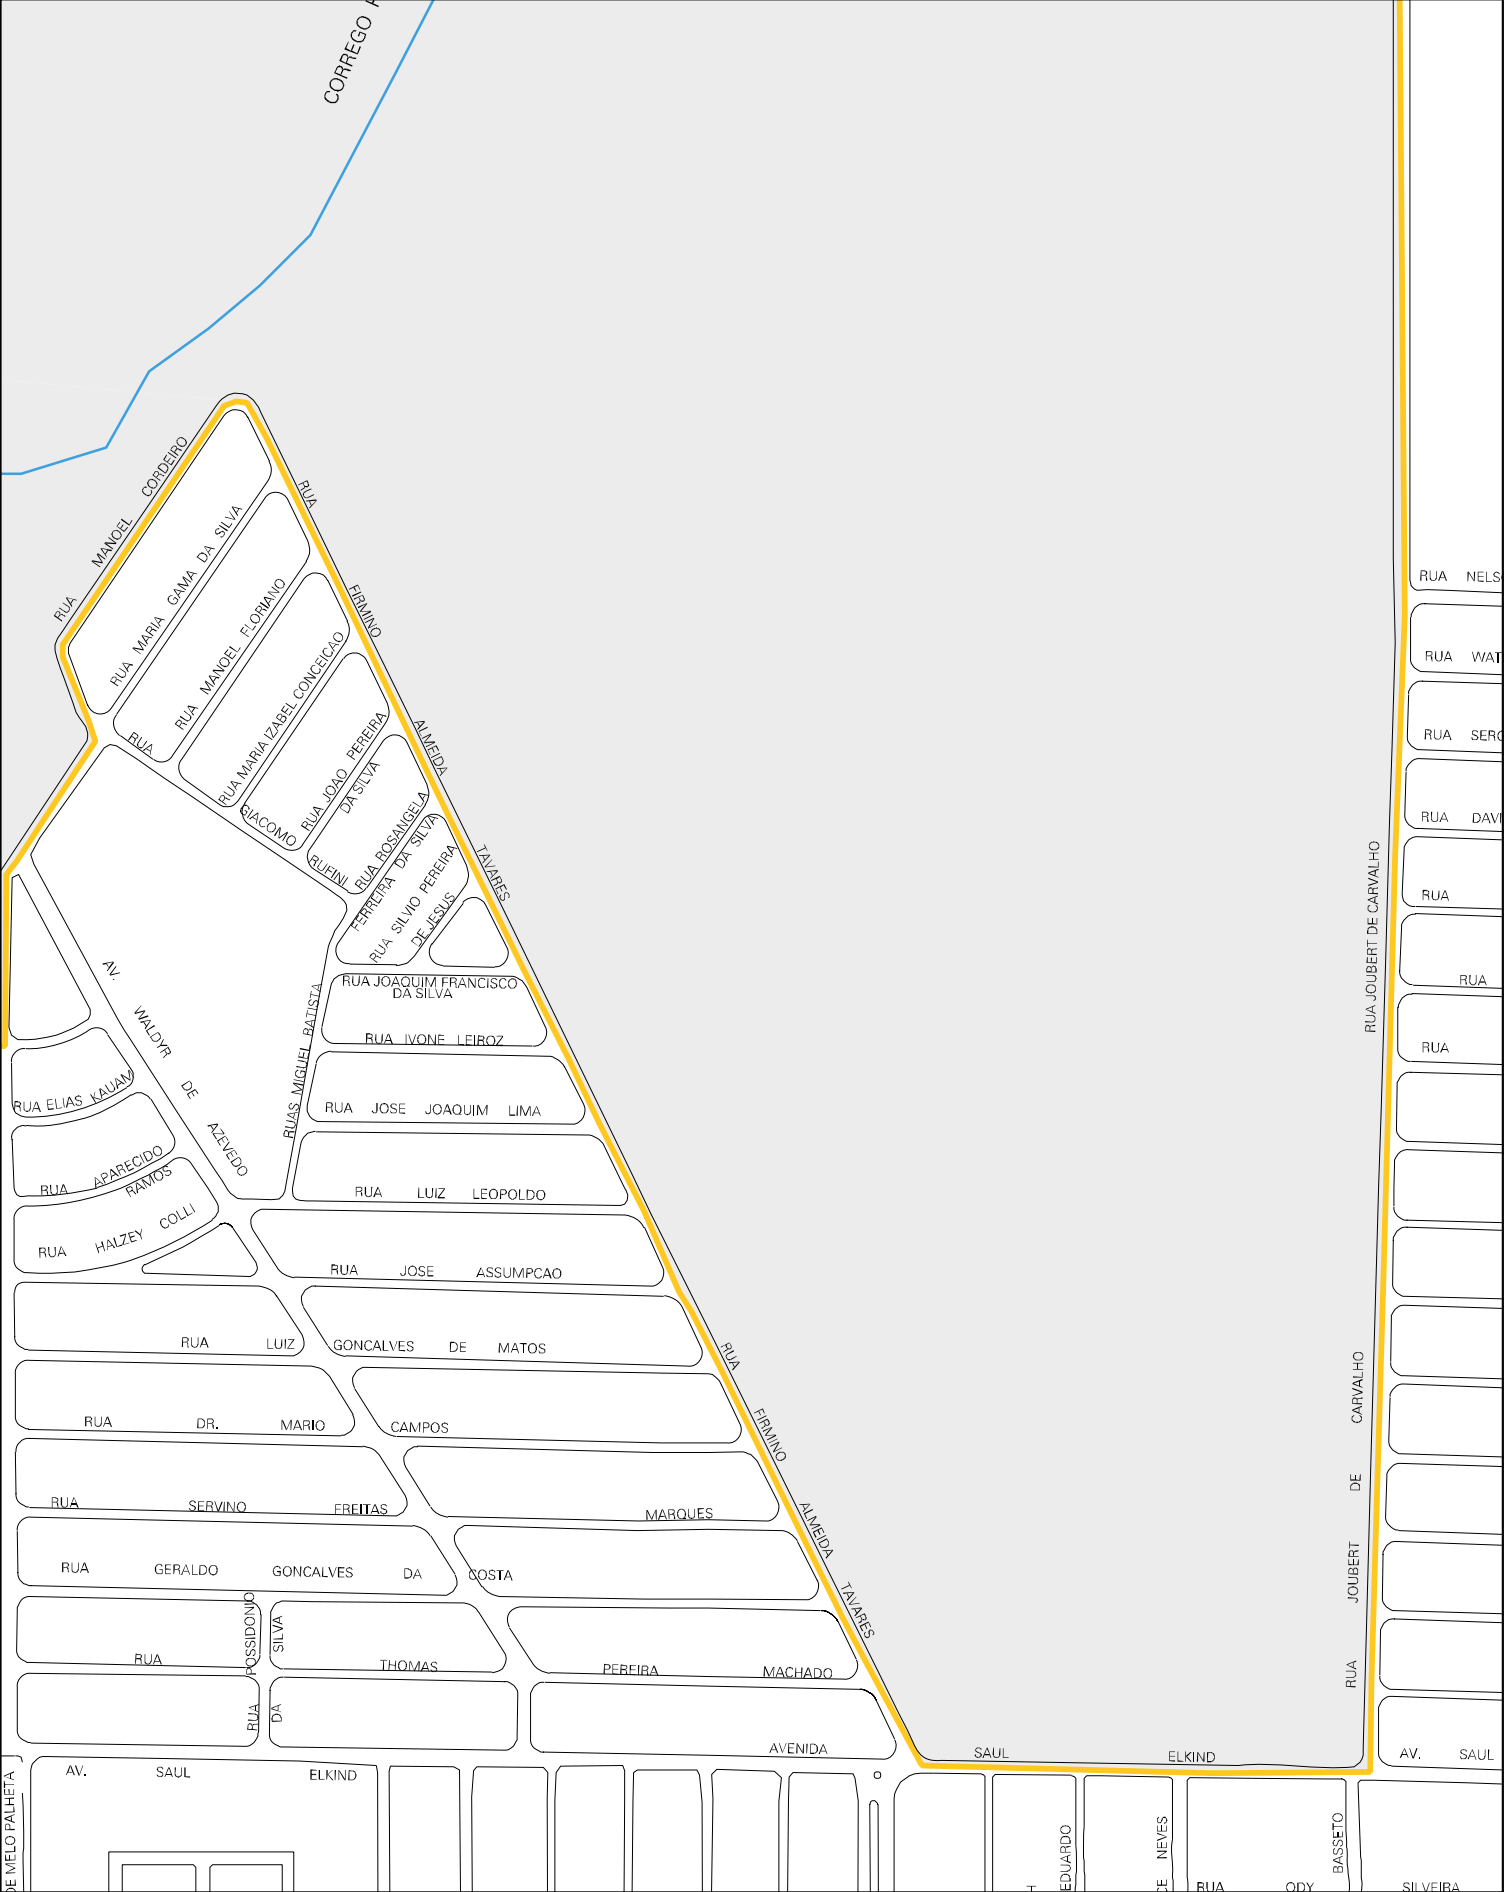 CORREGO
RUA MANOEL CORDEIRO
RUA MARIA GAMA DA SILVA
RUA MANOEL FLORIANO
RUA MARIA IZABEL CONCEICAO
RUA JOAO PEREIRA
DA SILVA
RUA ROSANGELA
FERREIRA DA SILVA
RUA SILVIO PEREIRA
DE JESUS
RUA GIACOMO RUFINI
RUA FIRMINO ALMEIDA TAVARES
RUA JOAQUIM FRANCISCO
DA SILVA
RUA IVONE LEIROZ
RUAS MIGUEL BATISTA
RUA JOSE JOAQUIM LIMA
RUA LUIZ LEOPOLDO
RUA JOSE ASSUMPCAO
AV. WALDYR DE AZEVEDO
RUA ELIAS KAUAM
RUA APARECIDO
RAMOS
RUA HALZEY COLLI
RUA LUIZ GONCALVES DE MATOS
RUA DR. MARIO CAMPOS
RUA SERVINO FREITAS MARQUES
RUA GERALDO GONCALVES DA COSTA
RUA POSSIDONIO
DA SILVA
RUA THOMAS PEREIRA MACHADO
RUA FIRMINO ALMEIDA TAVARES
AVENIDA SAUL ELKIND
AV. SAUL
AV. SAUL ELKIND
RUA JOUBERT DE CARVALHO
RUA JOUBERT DE CARVALHO
RUA NELS
RUA WAT
RUA SERG
RUA DAVI
RUA
RUA
RUA
DE MELO PALHETA
EDUARDO
NEVES
BASSETO
RUA ODY SILVEIRA